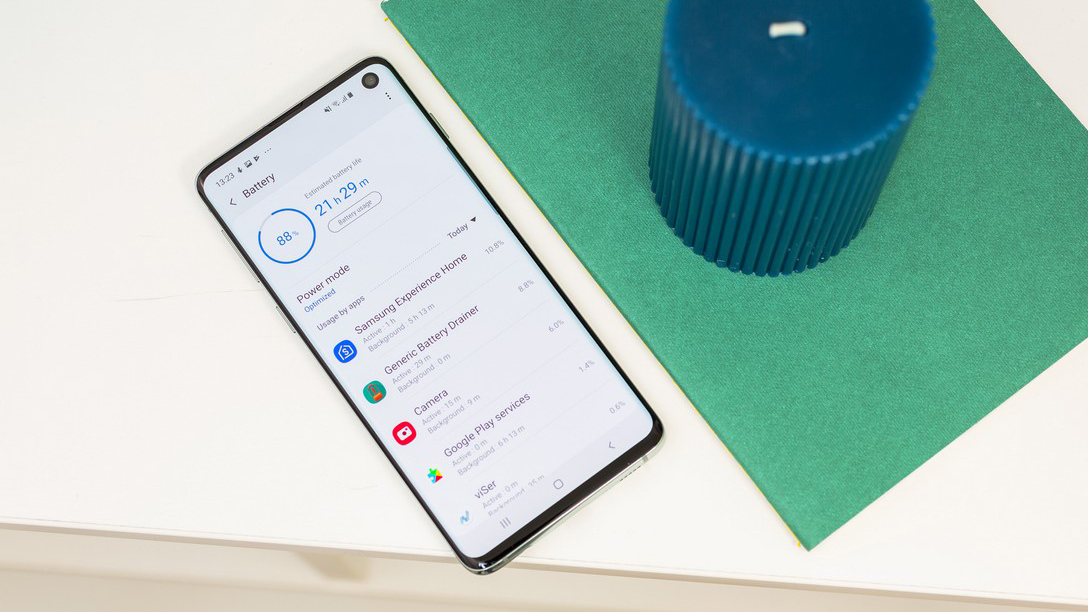 13:23
Battery
Estimated battery life
21 h 29 m
88%
Battery usage
Power mode
Optimized
Usage by apps
Today
Samsung Experience Home
10.8%
Active : 1 h
Background : 5 h 13 m
Generic Battery Drainer
8.8%
Active : 29 m
Background : 0 m
Camera
6.0%
Active : 15 m
Background : 9 m
Google Play services
1.4%
Active : 0 m
Background : 6 h 13 m
viSer
0.6%
Active : 0 m
Background : 35 m